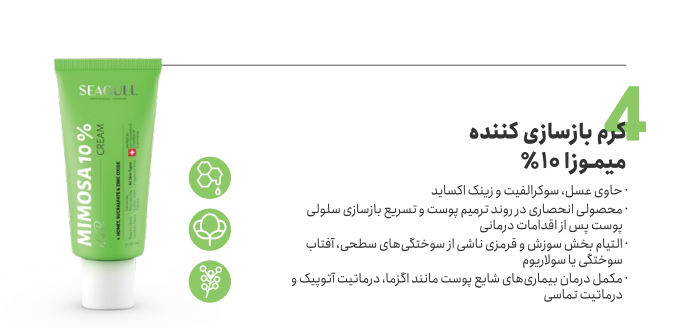 SEAGULL
MIMOSA 10 %
CREAM
+ HONEY, SUCRALFATE & ZINC OXIDE
4
کرم بازسازی کننده
میموزا ۱۰%
· حاوی عسل، سوکرالفیت و زینک اکساید
· محصولی انحصاری در روند ترمیم پوست و تسریع بازسازی سلولی
پوست پس از اقدامات درمانی
· التیام بخش سوزش و قرمزی ناشی از سوختگی‌های سطحی، آفتاب
سوختگی یا سولاریوم
· مکمل درمان بیماری‌های شایع پوست مانند اگزما، درماتیت آتوپیک و
درماتیت تماسی